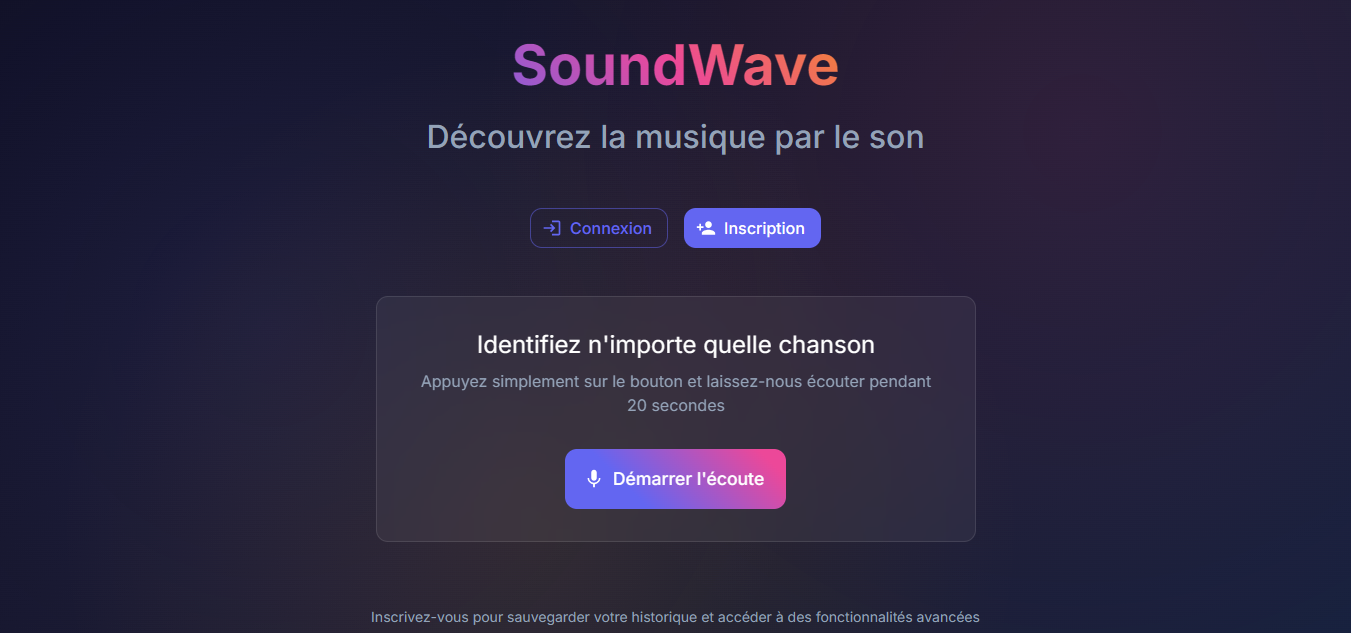 SoundWave
Découvrez la musique par le son
Connexion
Inscription
Identifiez n'importe quelle chanson
Appuyez simplement sur le bouton et laissez-nous écouter pendant
20 secondes
Démarrer l'écoute
Inscrivez-vous pour sauvegarder votre historique et accéder à des fonctionnalités avancées